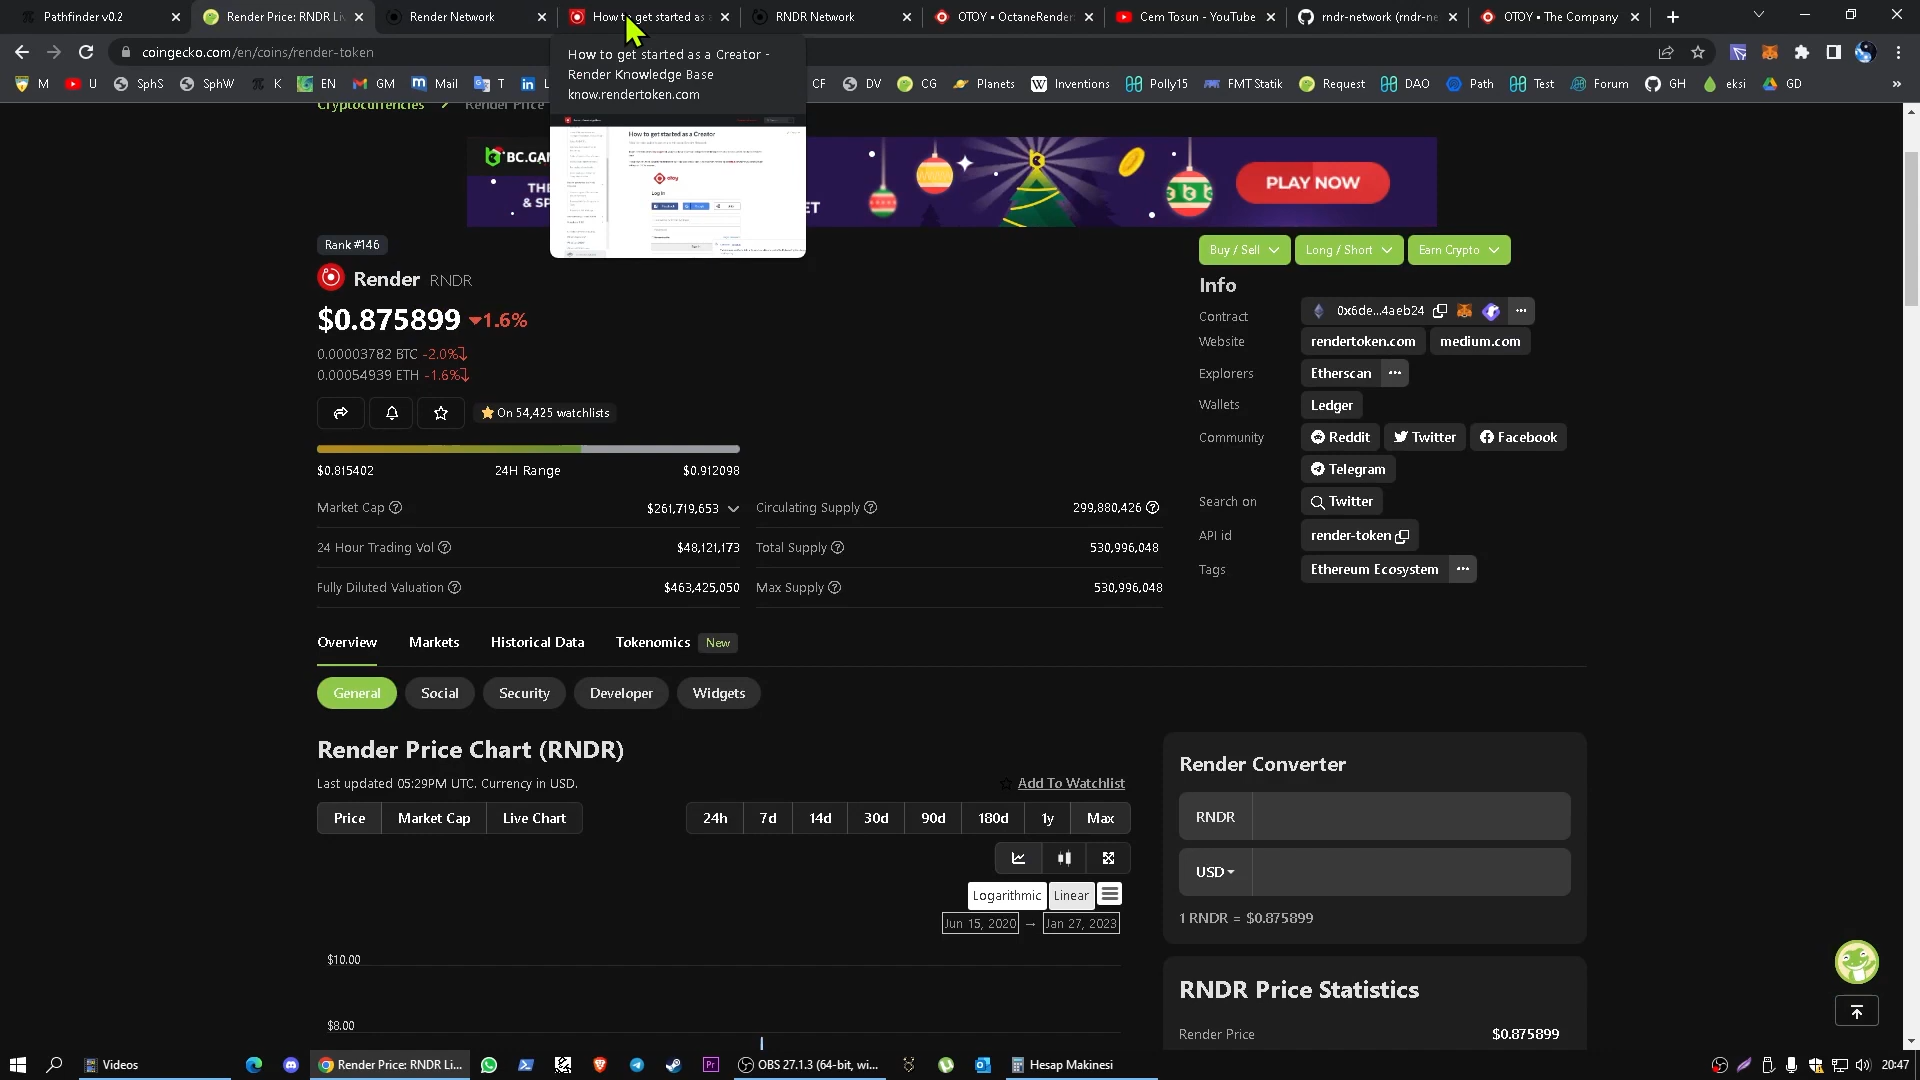 Pathfinder v0.2
Render Price: RNDR Li
Render Network
How to get started as
RNDR Network
OTOY • OctaneRender
Cem Tosun - YouTube
rndr-network (rndr-ne
OTOY • The Company
coingecko.com/en/coins/render-token
M
U
SphS
SphW
K
EN
GM
Mail
T
L
CF
DV
CG
Planets
Inventions
Polly15
FMT Statik
Request
DAO
Path
Test
Forum
GH
eksi
GD
»
How to get started as a Creator -
Render Knowledge Base
know.rendertoken.com
How to get started as a Creator
otoy
Log in
Cryptocurrencies
Render Price
BC.GA
PLAY NOW
Rank #146
Render RNDR
$0.875899 1.6%
0.00003782 BTC -2.0%
0.00054939 ETH -1.6%
On 54,425 watchlists
$0.815402 24H Range $0.912098
Market Cap $261,719,653
Circulating Supply 299,880,426
24 Hour Trading Vol $48,121,173
Total Supply 530,996,048
Fully Diluted Valuation $463,425,050
Max Supply 530,996,048
Buy / Sell Long / Short Earn Crypto
Info
Contract 0x6de...4aeb24
Website rendertoken.com medium.com
Explorers Etherscan
Wallets Ledger
Community Reddit Twitter Facebook
Telegram
Search on Twitter
API id render-token
Tags Ethereum Ecosystem
Overview Markets Historical Data Tokenomics New
General Social Security Developer Widgets
Render Price Chart (RNDR)
Last updated 05:29PM UTC. Currency in USD.
Add To Watchlist
Price Market Cap Live Chart
24h 7d 14d 30d 90d 180d 1y Max
Logarithmic Linear
Jun 15, 2020 → Jan 27, 2023
$10.00
$8.00
Render Converter
RNDR
USD
1 RNDR = $0.875899
RNDR Price Statistics
Render Price $0.875899
Videos
Render Price: RNDR Li...
Pr
OBS 27.1.3 (64-bit, wi...
Hesap Makinesi
20:47